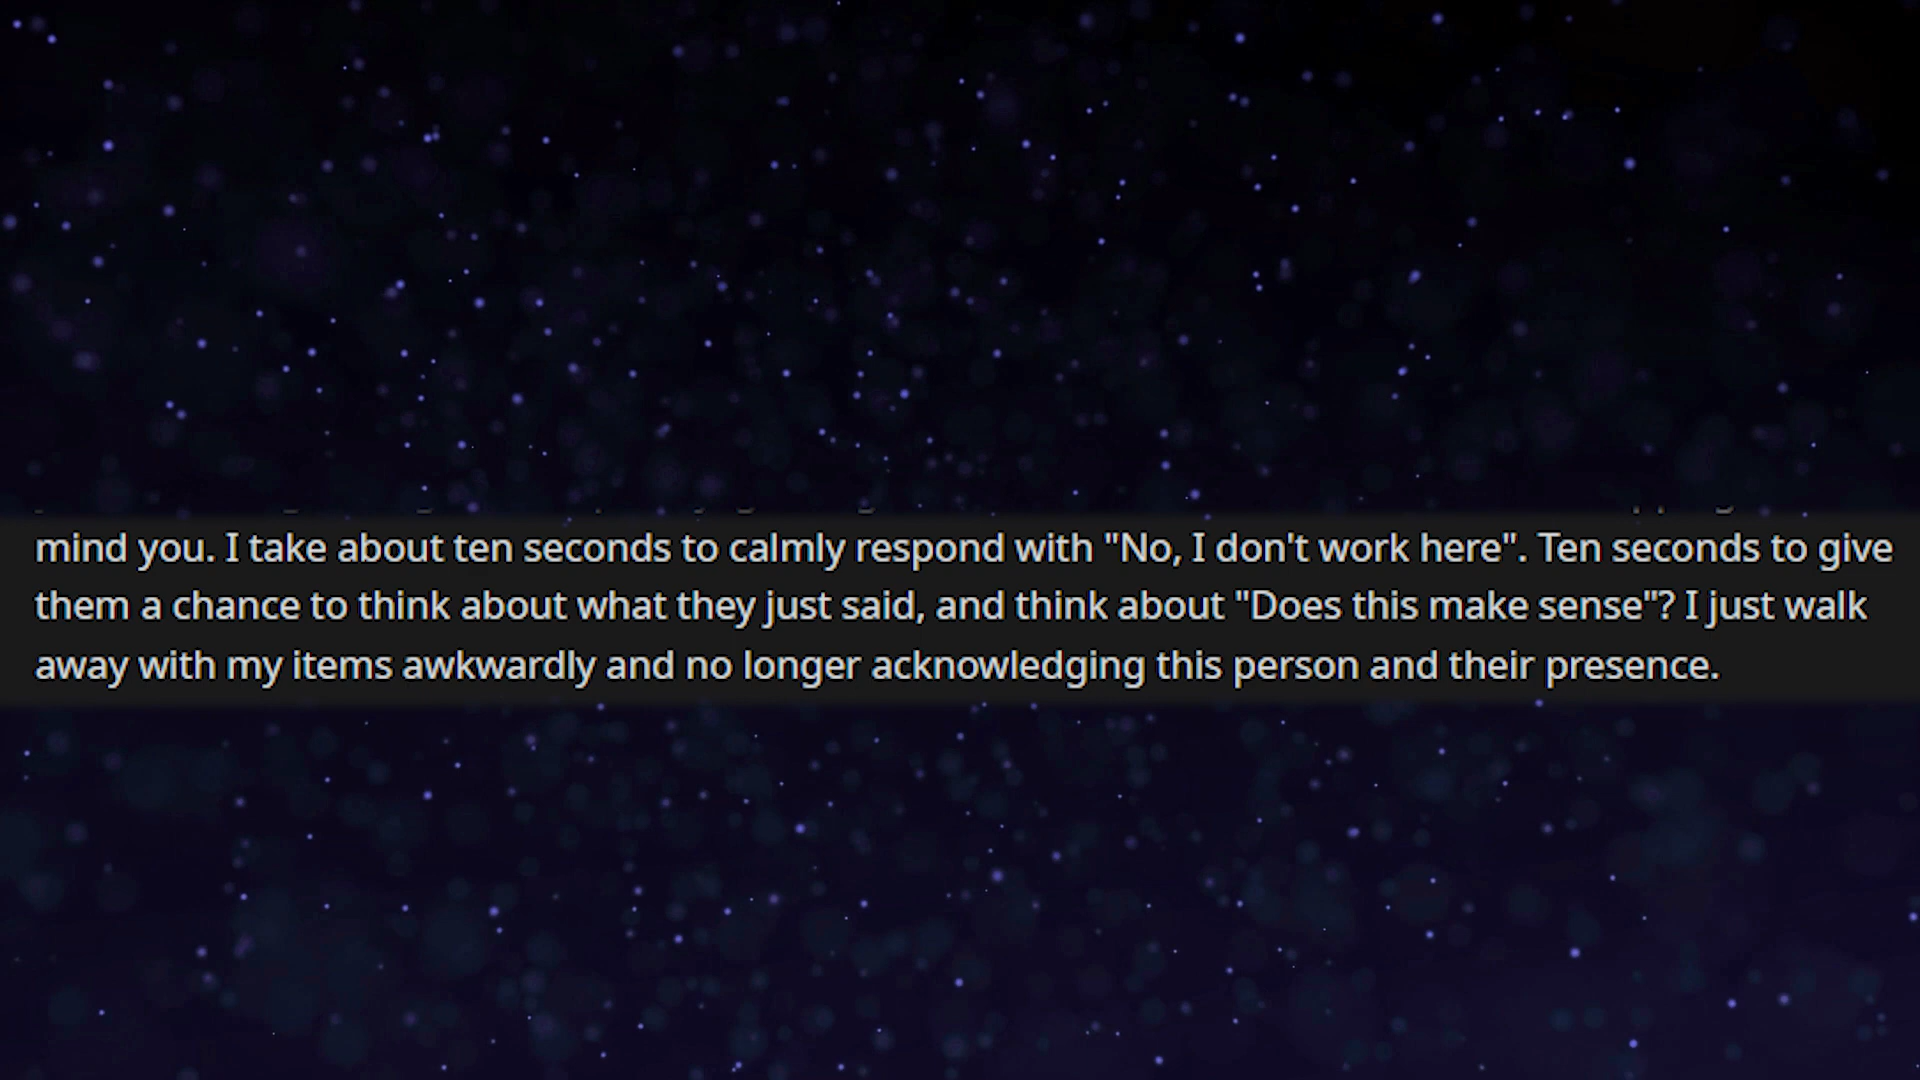 mind you. I take about ten seconds to calmly respond with "No, I don't work here". Ten seconds to give
them a chance to think about what they just said, and think about "Does this make sense"? I just walk
away with my items awkwardly and no longer acknowledging this person and their presence.